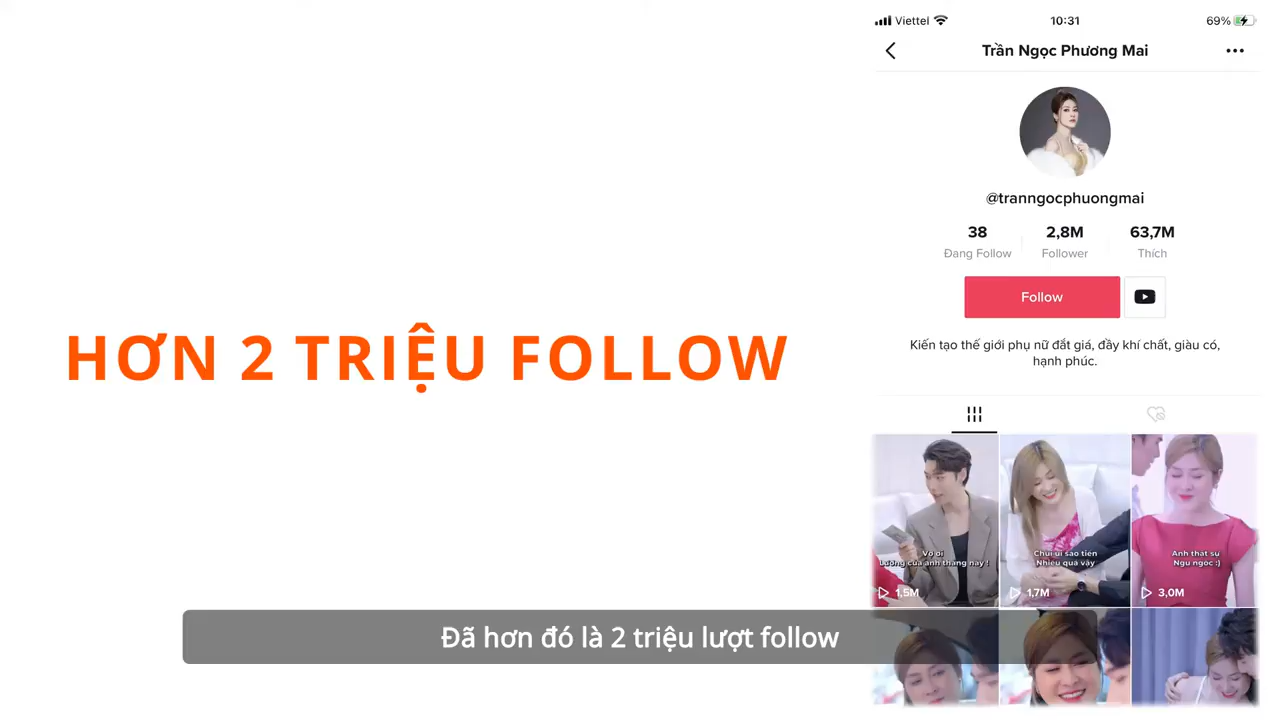 HƠN 2 TRIỆU FOLLOW
Viettel
10:31
69%
Trần Ngọc Phương Mai
@tranngocphuongmai
38
2,8M
63,7M
Đang Follow
Follower
Thích
Follow
Kiến tạo thế giới phụ nữ đắt giá, đầy khí chất, giàu có,
hạnh phúc.
Vợ ơi
Lương của anh tháng này !
Chúi ui sao tiền
Nhiều quá vậy
Anh thật sự
Ngu ngốc :)
1,5M
1,7M
3,0M
Đã hơn đó là 2 triệu lượt follow